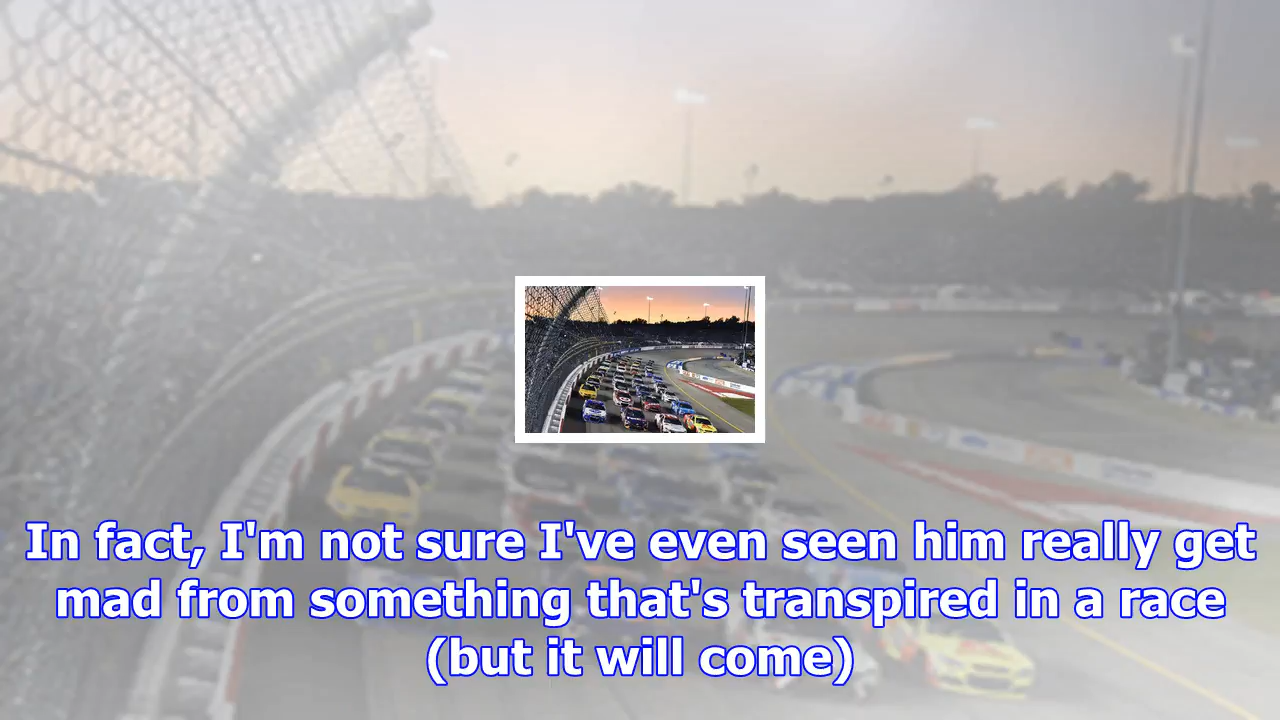 In fact, I'm not sure I've even seen him really get
mad from something that's transpired in a race
(but it will come)